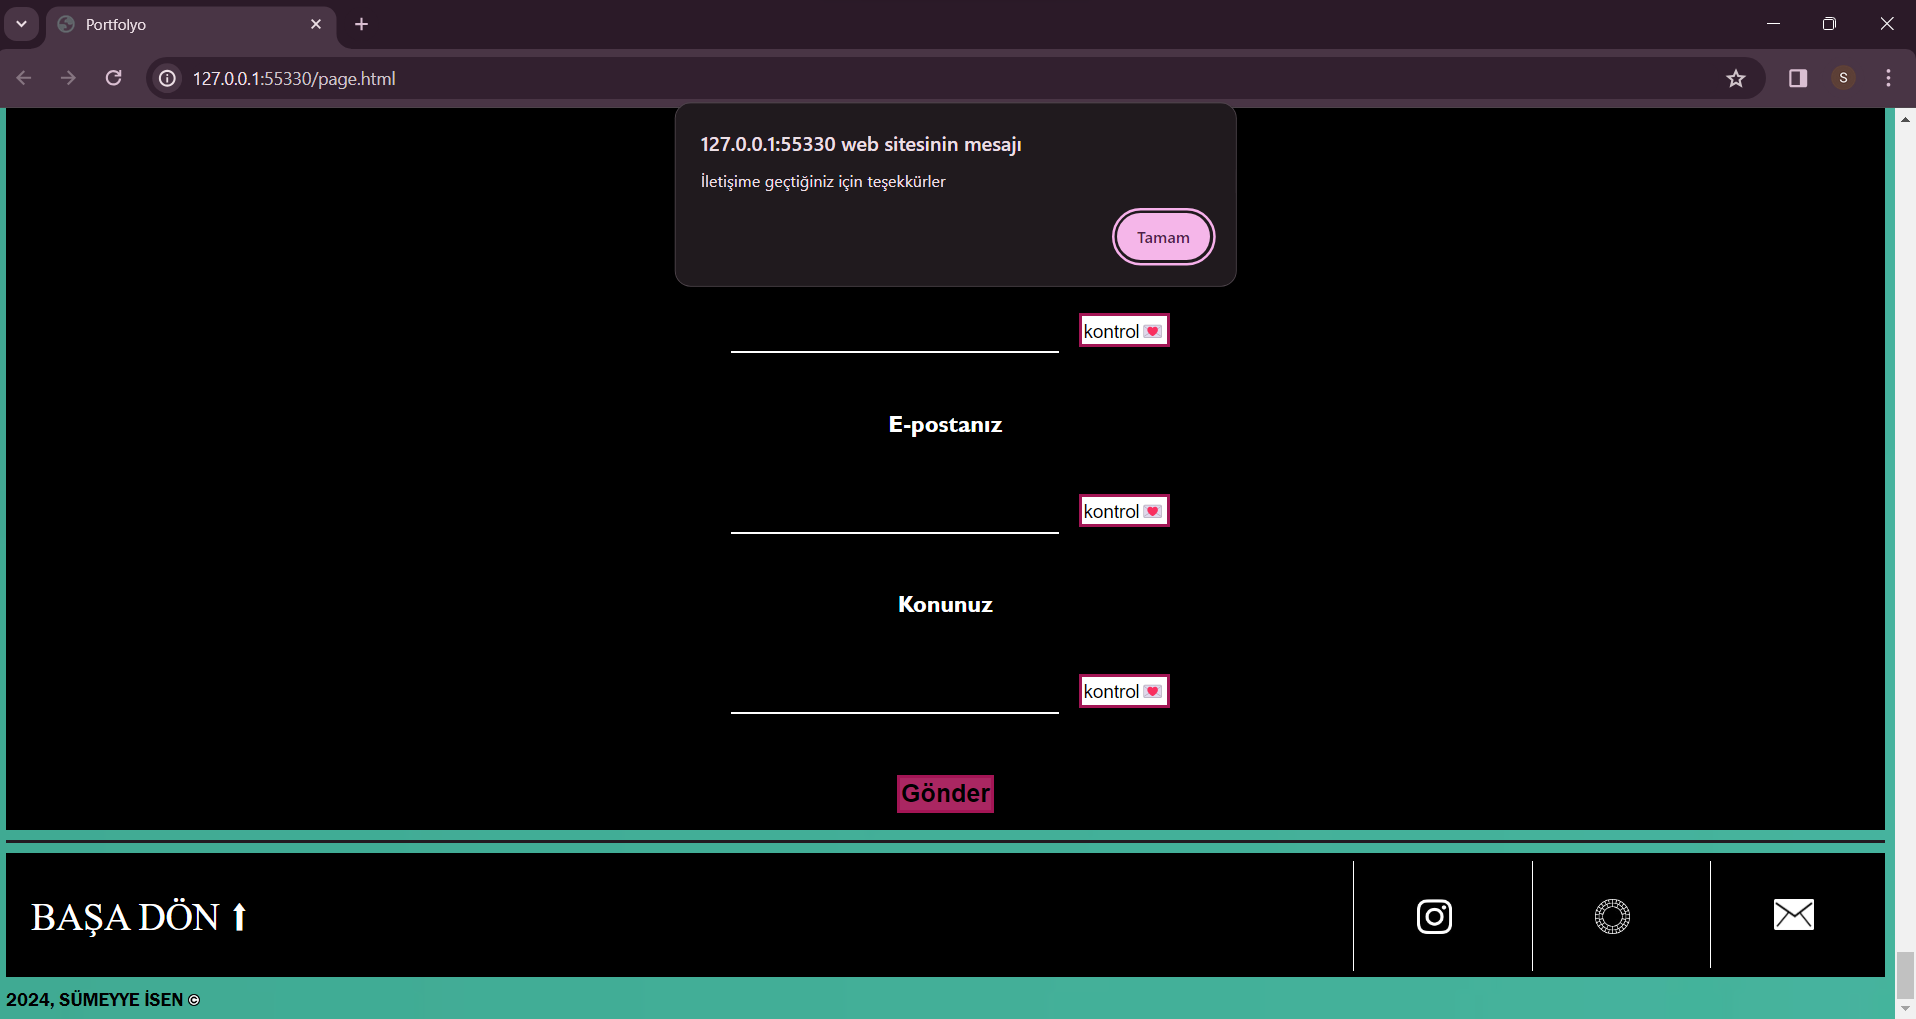 Portfolyo
127.0.0.1:55330/page.html
S
127.0.0.1:55330 web sitesinin mesajı
İletişime geçtiğiniz için teşekkürler
Tamam
kontrol💌
E-postanız
kontrol💌
Konunuz
kontrol💌
Gönder
BAŞA DÖN ⬆
2024, SÜMEYYE İSEN ©